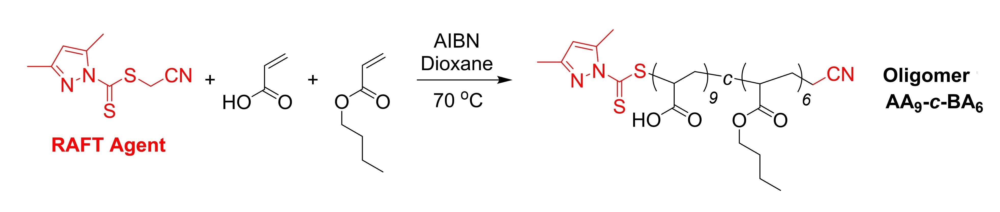 N N S CN
S
RAFT Agent
+
HO O
+
O O
AIBN
Dioxane
70 °C
N N S
S
HO O
9
c
O O
6
CN
Oligomer
AA₉-c-BA₆